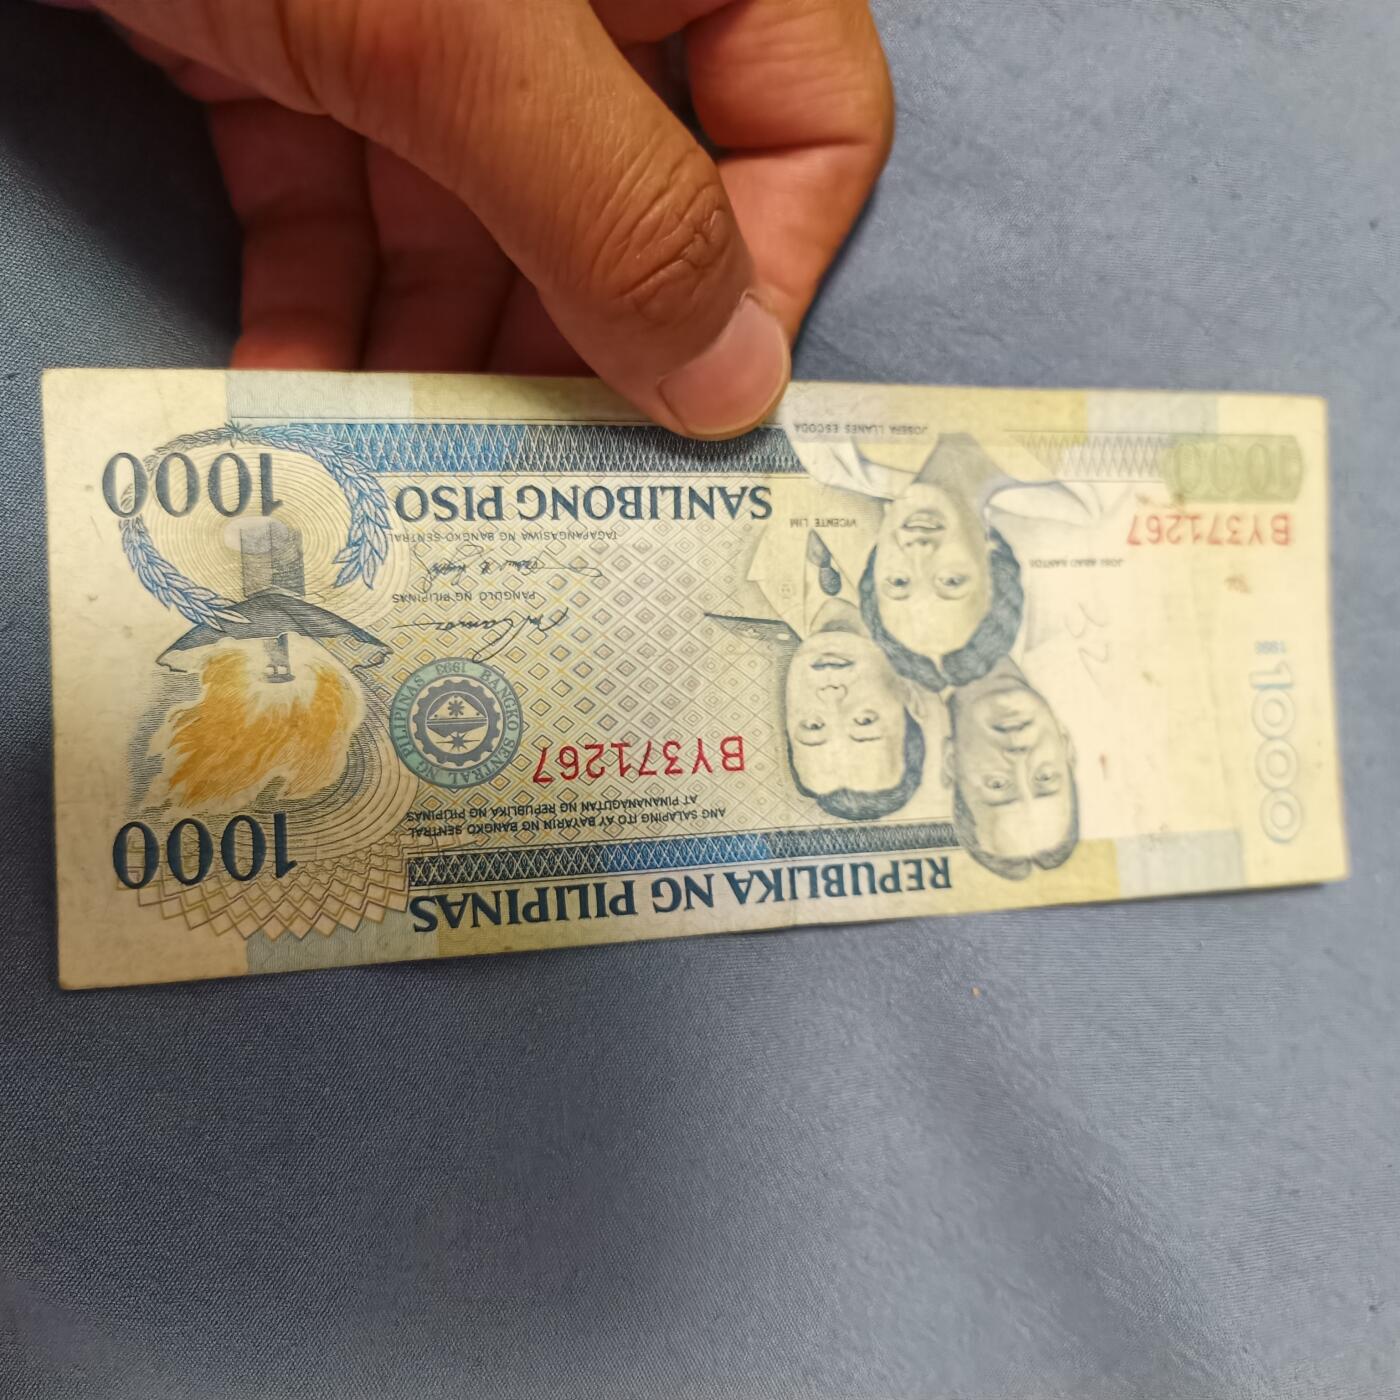 REPUBLIKA NG PILIPINAS
1000
ANG SALAPING ITO AY BAYARIN NG BANGKO SENTRAL
AT PINANANAGUTAN NG REPUBLIKA NG PILIPINAS
BY371267
BANGKO SENTRAL NG PILIPINAS 1993
1000
1998
PANGULO NG PILIPINAS
TAGAPANGASIWA NG BANGKO SENTRAL
JOSE ABAD SANTOS
VICENTE LIM
BY371267
SANLIBONG PISO
1000
1000
JOSEFA LLANES ESCODA